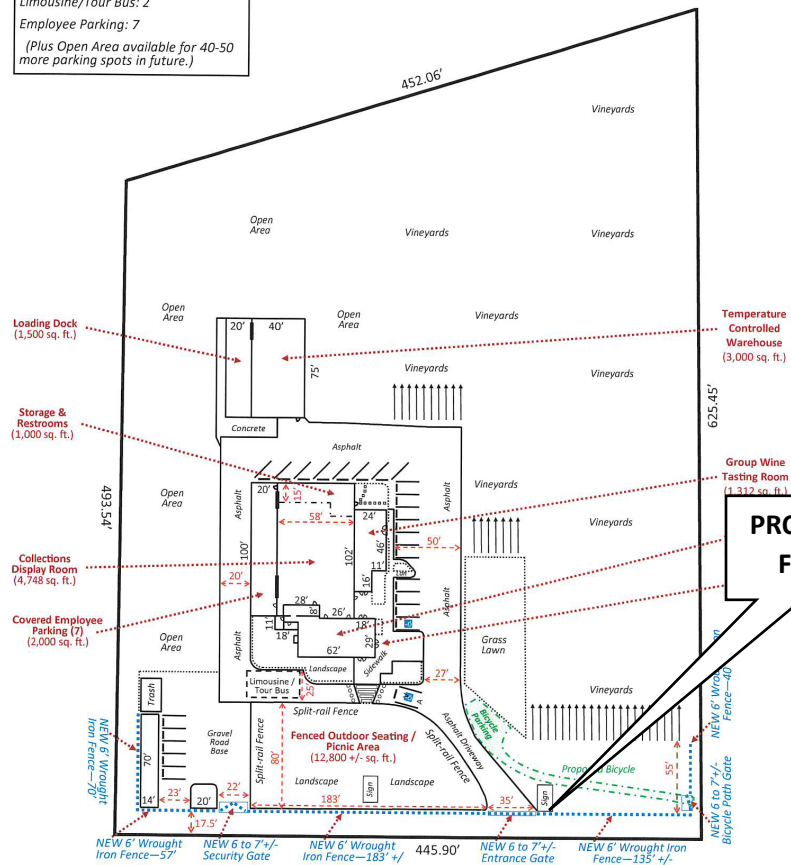 Limousine/Tour Bus: 2
Employee Parking: 7
(Plus Open Area available for 40-50
more parking spots in future.)
452.06'
Vineyards
Open
Area
Vineyards
Vineyards
Open
Area
Open
Area
Vineyards
Loading Dock
(1,500 sq. ft.)
20'
40'
75'
Temperature
Controlled
Warehouse
(3,000 sq. ft.)
Vineyards
Vineyards
625.45'
Storage &
Restrooms
(1,000 sq. ft.)
Concrete
Asphalt
Group Wine
Tasting Room
(1,312 sq. ft.)
493.54'
Open
Area
Asphalt
20'
15'
58'
24'
Asphalt
Vineyards
Vineyards
PRO
F
100'
102'
46'
11'
16'
50'
Collections
Display Room
(4,748 sq. ft.)
20'
Covered Employee
Parking (7)
(2,000 sq. ft.)
28'
8'
26'
18'
11'
18'
62'
29'
Asphalt
Asphalt
Grass
Lawn
Open
Area
Landscape
Sidewalk
27'
Limousine /
Tour Bus
25'
Trash
Vineyards
Split-rail Fence
A
Bicycle
Parking
NEW 6' Wrought
Iron Fence—70'
70'
14'
Gravel
Road
Base
Split-rail Fence
80'
Fenced Outdoor Seating /
Picnic Area
(12,800 +/- sq. ft.)
Landscape
Sign
Landscape
Split-rail Fence
Asphalt Driveway
Bicycle
Sign
55'
Fence—40
NEW 6 to 7'+/-
Bicycle Path Gate
23'
20'
22'
183'
35'
17.5'
NEW 6' Wrought
Iron Fence—57'
NEW 6 to 7'+/-
Security Gate
NEW 6' Wrought
Iron Fence—183' +/
445.90'
NEW 6 to 7'+/-
Entrance Gate
NEW 6' Wrought Iron
Fence—135' +/-